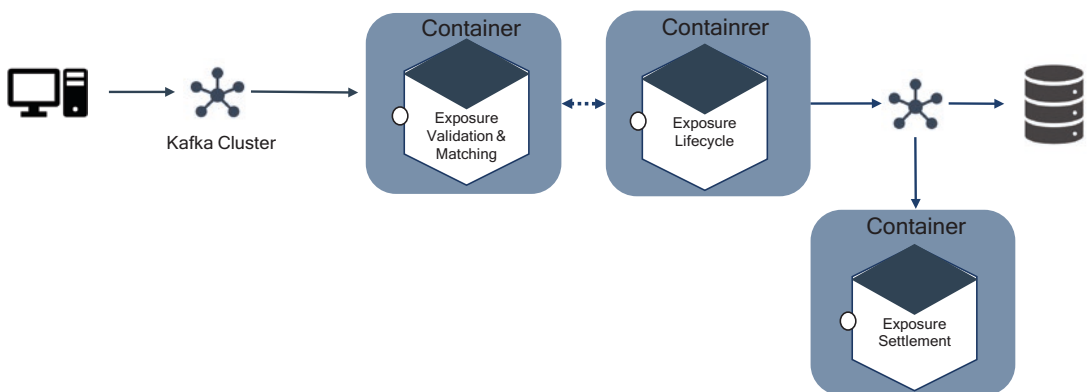 Container
Containrer
Exposure
Validation &
Matching
Exposure
Lifecycle
Kafka Cluster
Container
Exposure
Settlement